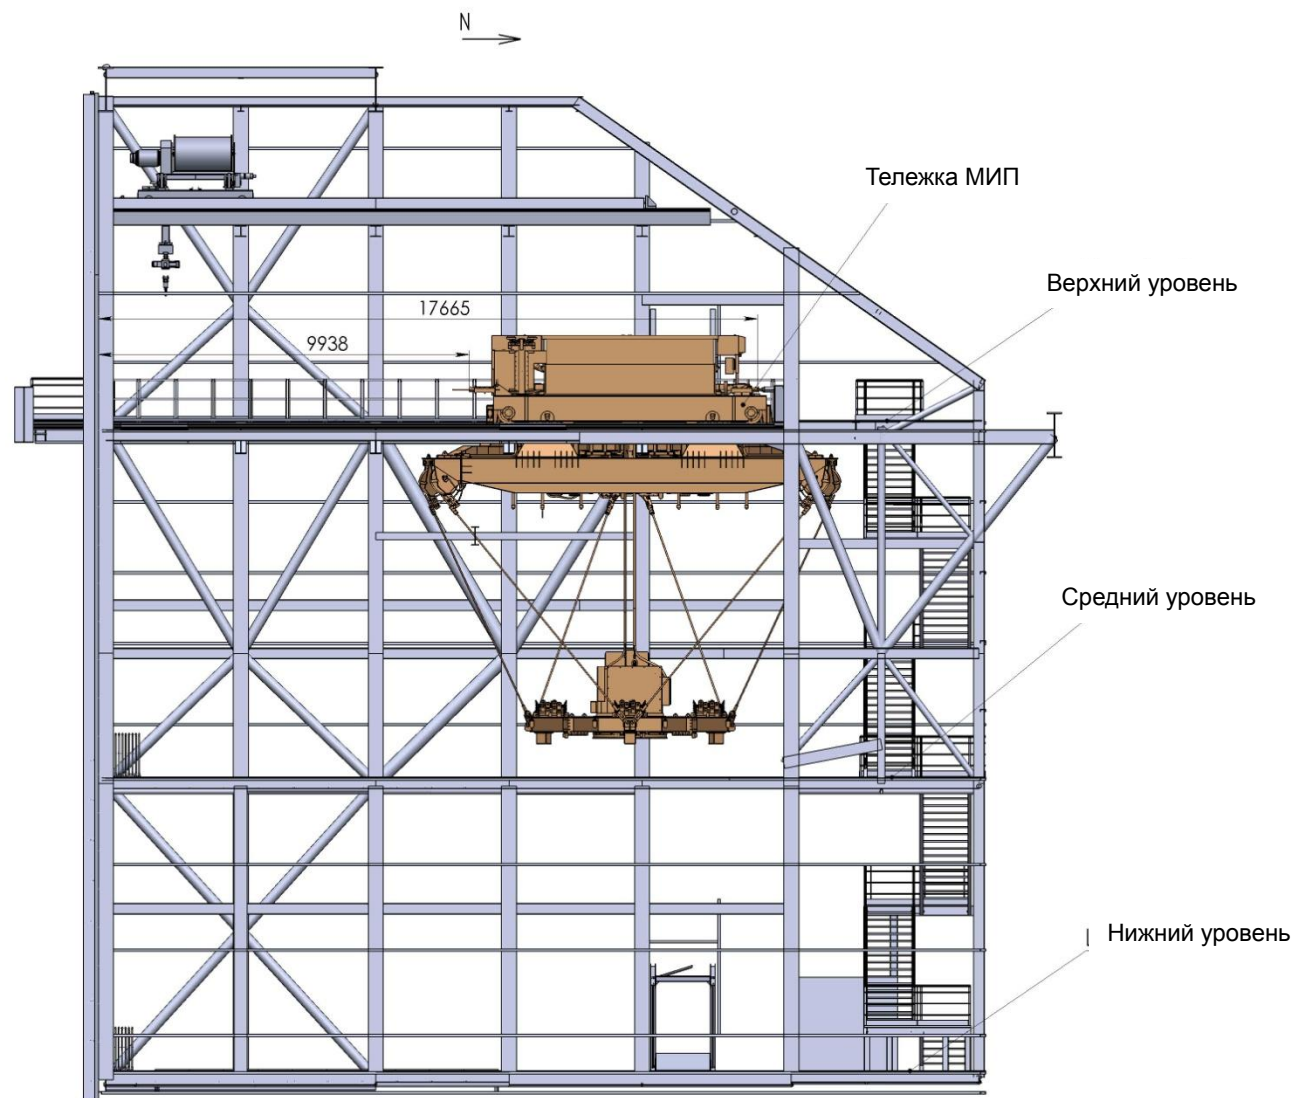 N
Тележка МИП
Верхний уровень
17665
9938
Средний уровень
Нижний уровень